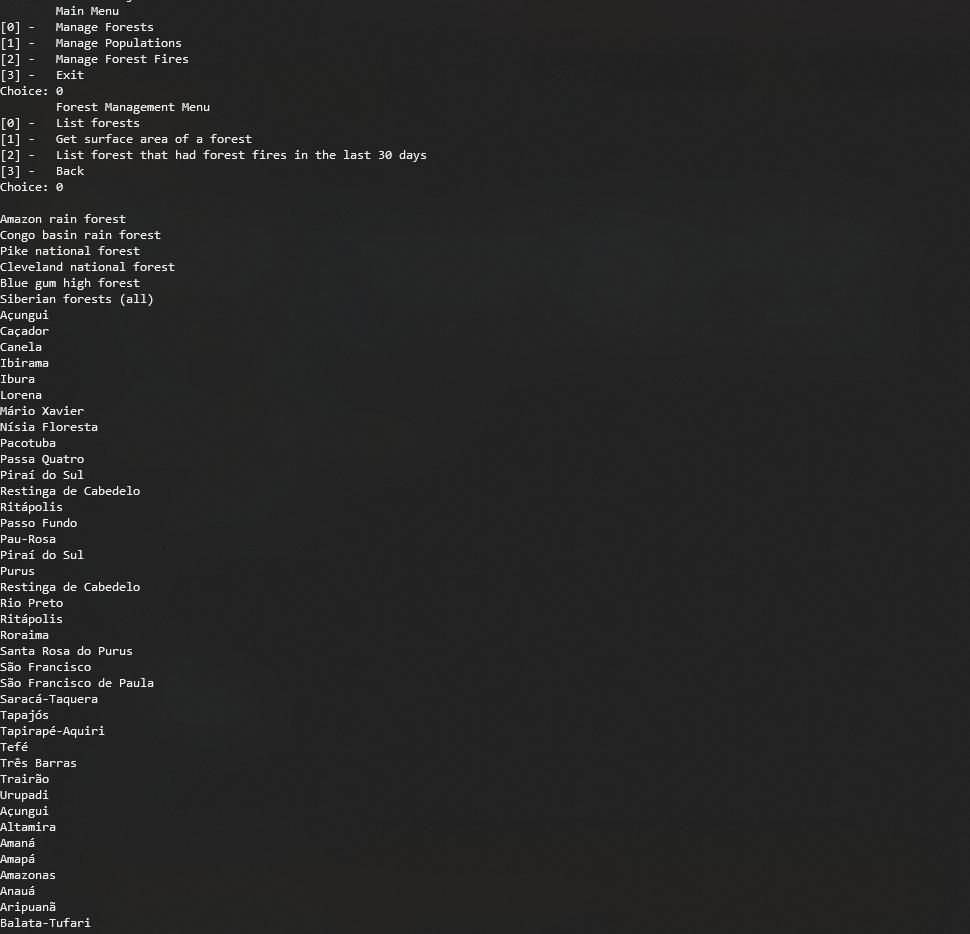 Main Menu
[0] -   Manage Forests
[1] -   Manage Populations
[2] -   Manage Forest Fires
[3] -   Exit
Choice: 0
Forest Management Menu
[0] -   List forests
[1] -   Get surface area of a forest
[2] -   List forest that had forest fires in the last 30 days
[3] -   Back
Choice: 0
Amazon rain forest
Congo basin rain forest
Pike national forest
Cleveland national forest
Blue gum high forest
Siberian forests (all)
Açungui
Caçador
Canela
Ibirama
Ibura
Lorena
Mário Xavier
Nísia Floresta
Pacotuba
Passa Quatro
Piraí do Sul
Restinga de Cabedelo
Ritápolis
Passo Fundo
Pau-Rosa
Piraí do Sul
Purus
Restinga de Cabedelo
Rio Preto
Ritápolis
Roraima
Santa Rosa do Purus
São Francisco
São Francisco de Paula
Saracá-Taquera
Tapajós
Tapirapé-Aquiri
Tefé
Três Barras
Trairão
Urupadi
Açungui
Altamira
Amaná
Amapá
Amazonas
Anauá
Aripuanã
Balata-Tufari